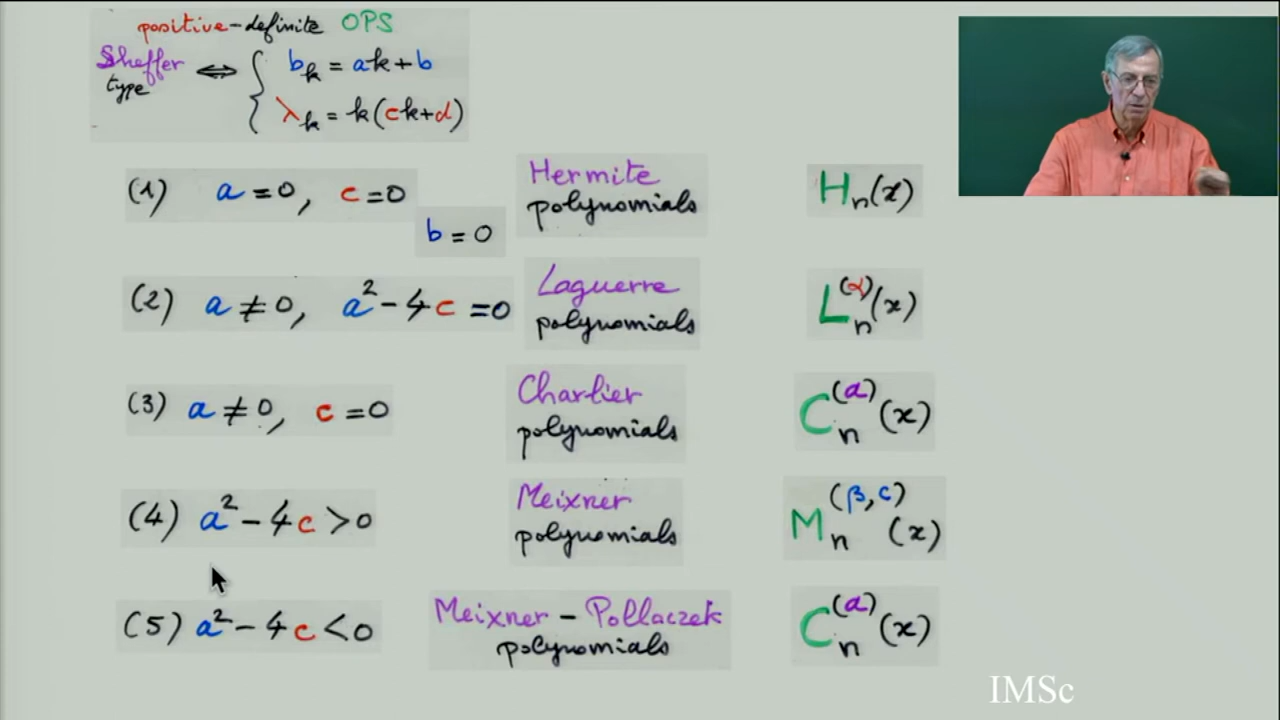 positive-definite OPS
Sheffer type ⟺ { b_k = ak+b
λ_k = k(ck+d)
(1) a = 0, c = 0 Hermite polynomials H_n(x)
b = 0
(2) a ≠ 0, a² - 4c = 0 Laguerre polynomials L_n^(α)(x)
(3) a ≠ 0, c = 0 Charlier polynomials C_n^(a)(x)
(4) a² - 4c > 0 Meixner polynomials M_n^(β,c)(x)
(5) a² - 4c < 0 Meixner - Pollaczek polynomials C_n^(a)(x)
IMSc